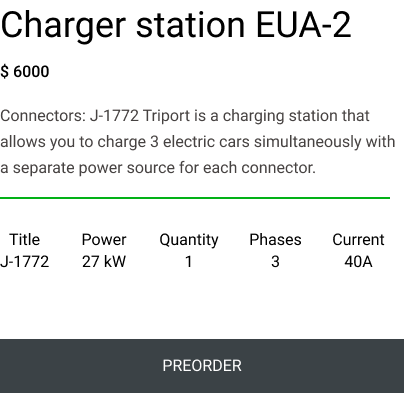 Charger station EUA-2
$ 6000
Connectors: J-1772 Triport is a charging station that
allows you to charge 3 electric cars simultaneously with
a separate power source for each connector.
Title Power Quantity Phases Current
J-1772 27 kW 1 3 40A
PREORDER